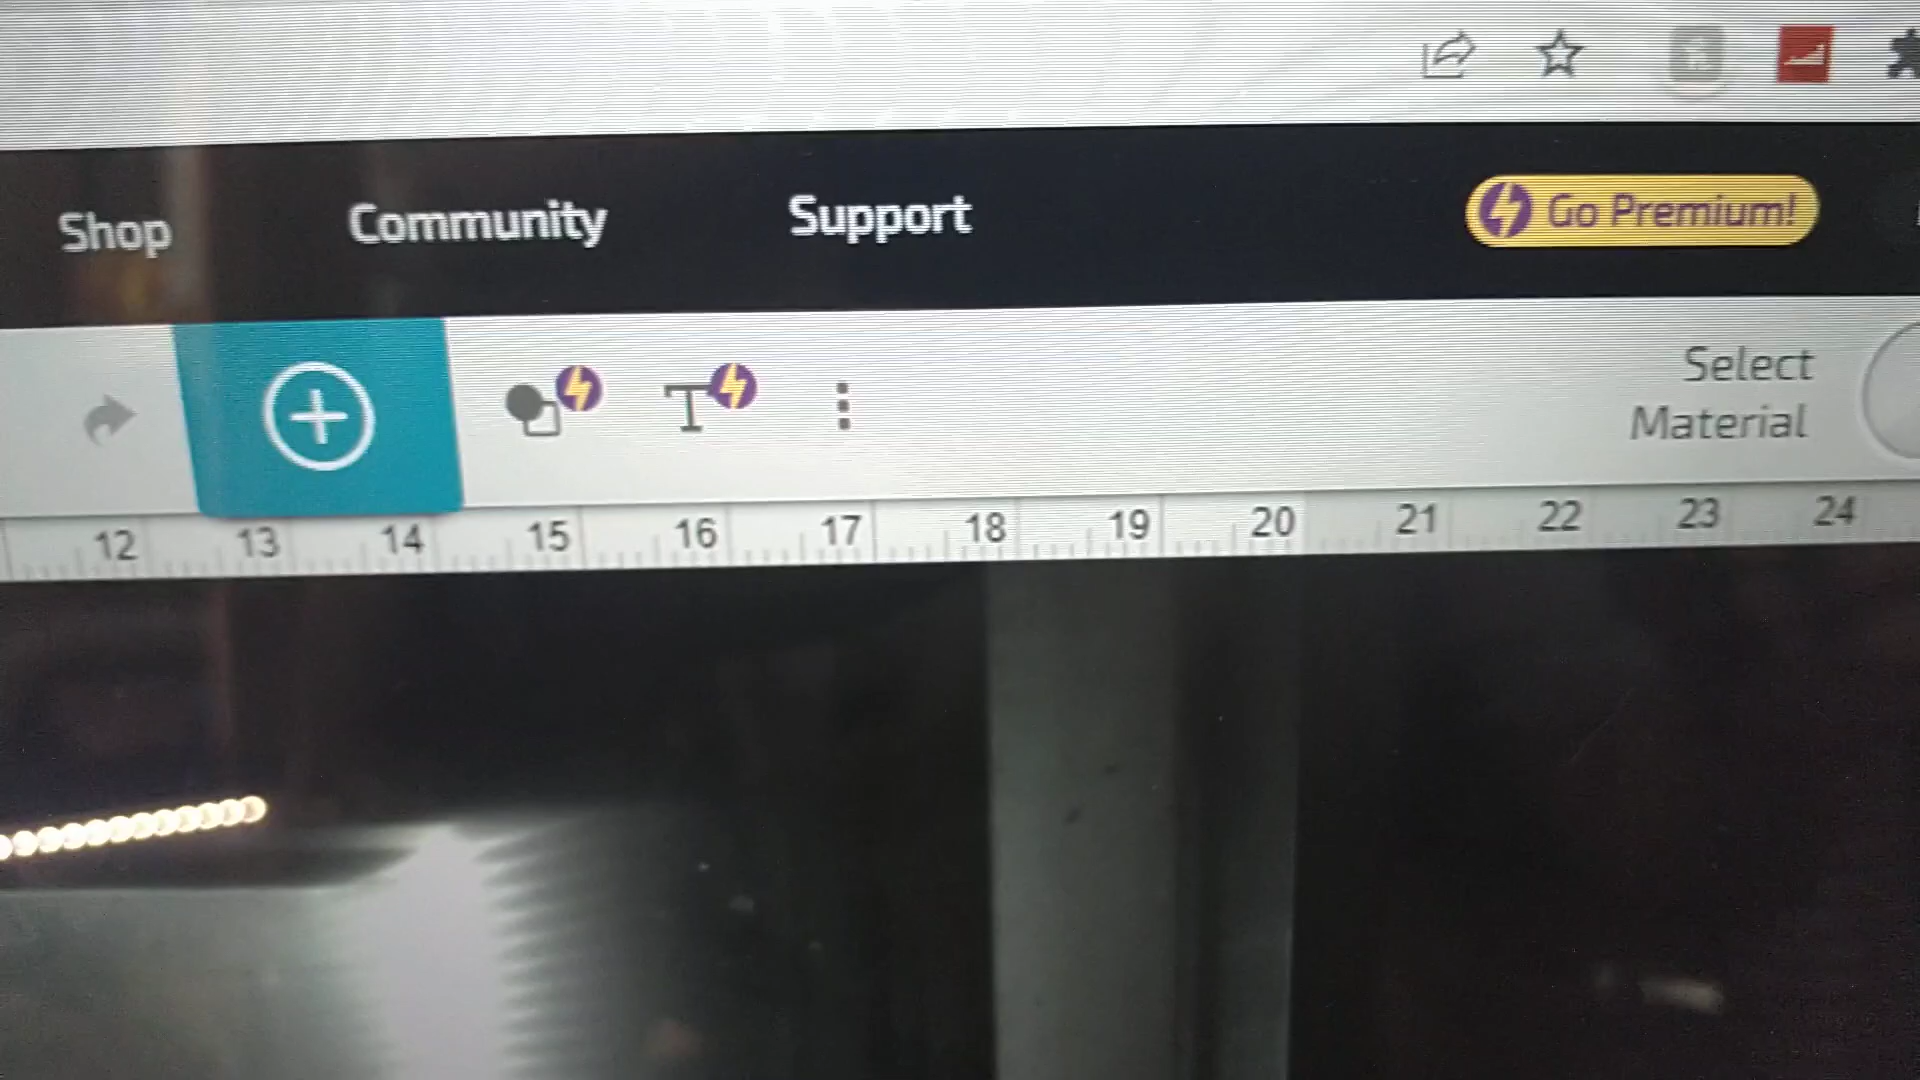 Shop Community Support Go Premium!
T
Select
Material
12 13 14 15 16 17 18 19 20 21 22 23 24